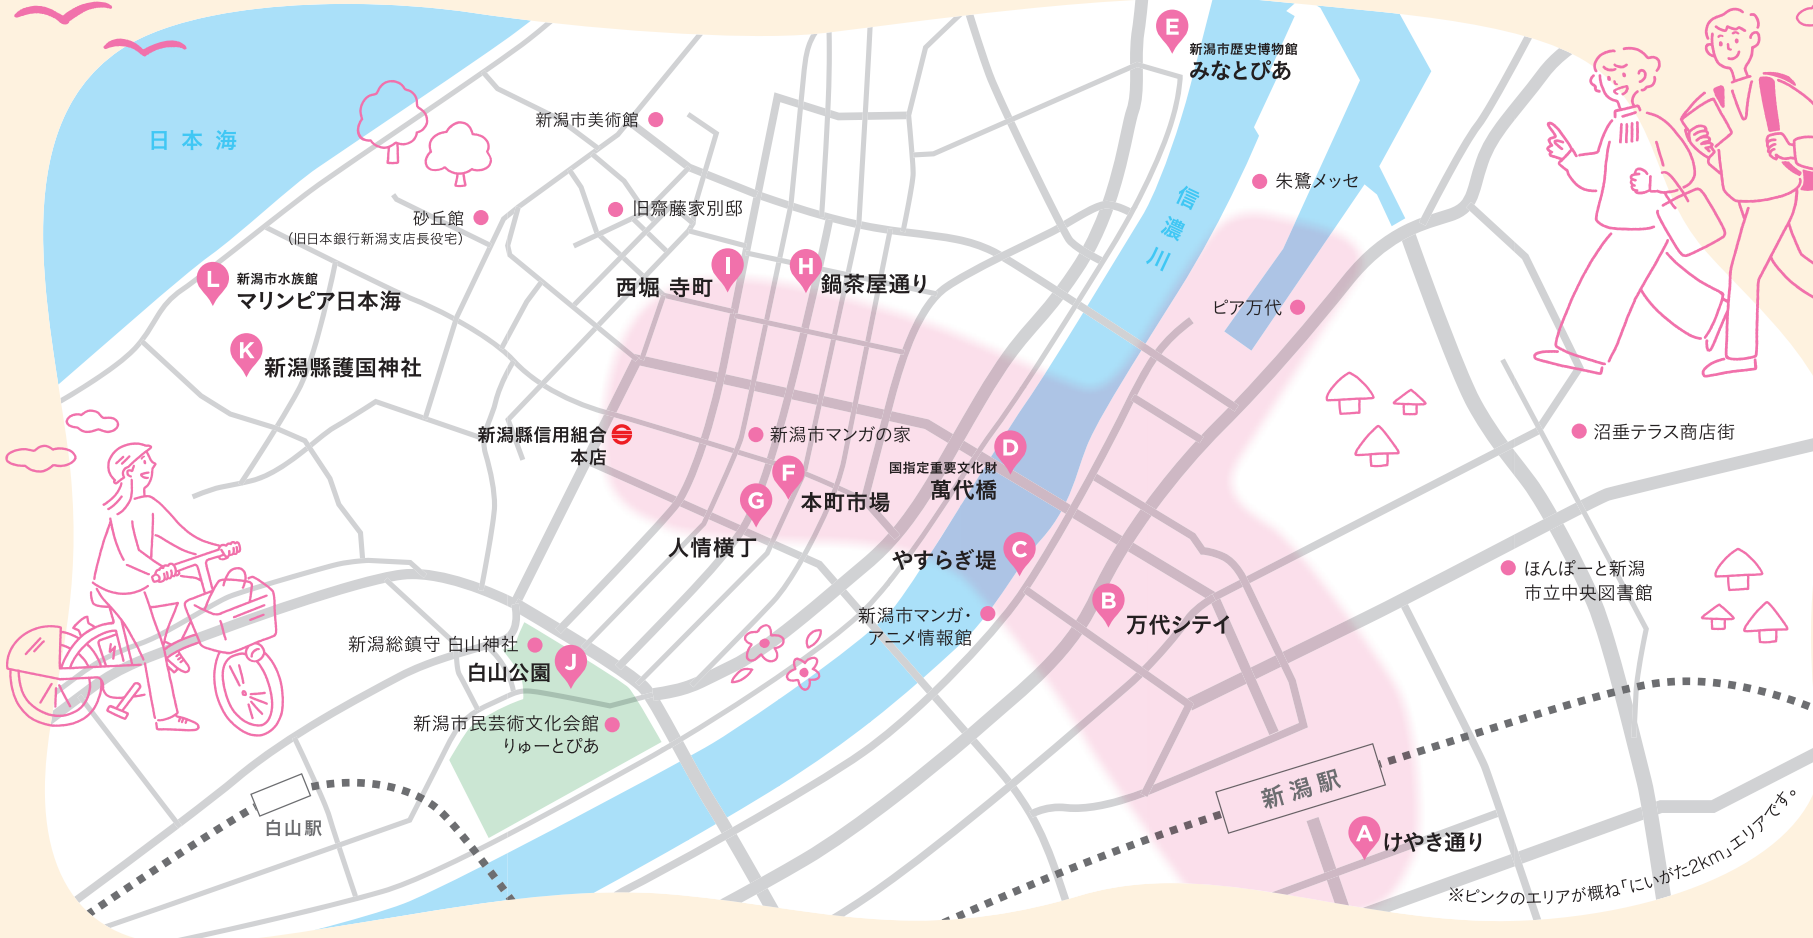 E
新潟市歴史博物館
みなとぴあ
日本海
新潟市美術館
朱鷺メッセ
信濃川
旧齋藤家別邸
砂丘館
（旧日本銀行新潟支店長役宅）
L
新潟市水族館
マリンピア日本海
I
西堀 寺町
H
鍋茶屋通り
ピア万代
K
新潟縣護国神社
新潟縣信用組合
本店
新潟市マンガの家
D
国指定重要文化財
萬代橋
沼垂テラス商店街
F
本町市場
G
人情横丁
C
やすらぎ堤
ほんぽーと新潟
市立中央図書館
B
万代シテイ
新潟市マンガ・
アニメ情報館
新潟総鎮守 白山神社
J
白山公園
新潟市民芸術文化会館
りゅーとぴあ
白山駅
新潟駅
A
けやき通り
※ピンクのエリアが概ね「にいがた2km」エリアです。